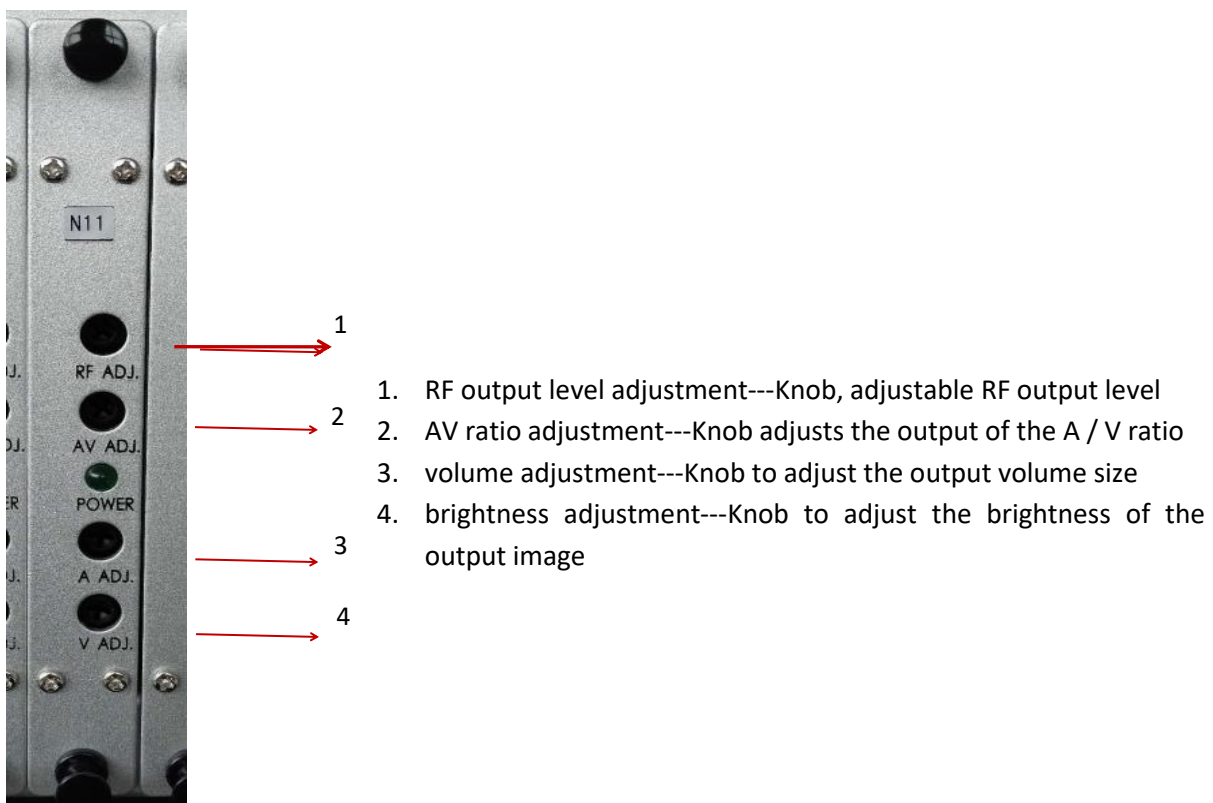 N11
RF ADJ.
AV ADJ.
POWER
A ADJ.
V ADJ.
J.
DJ.
ER
J.
J.
1
2
3
4
1. RF output level adjustment---Knob, adjustable RF output level
2. AV ratio adjustment---Knob adjusts the output of the A / V ratio
3. volume adjustment---Knob to adjust the output volume size
4. brightness adjustment---Knob to adjust the brightness of the
output image